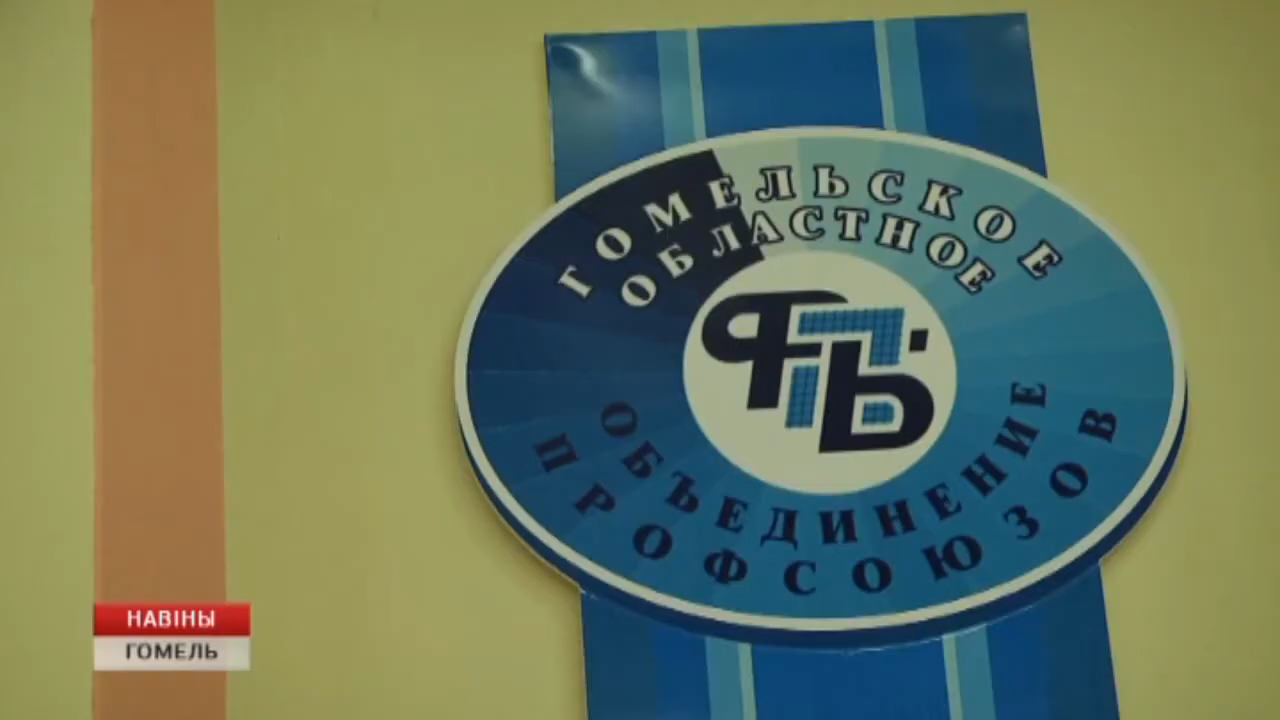 ГОМЕЛЬСКОЕ
ОБЛАСТНОЕ
ФПБ
ОБЪЕДИНЕНИЕ
ПРОФСОЮЗОВ
НАВІНЫ
ГОМЕЛЬ